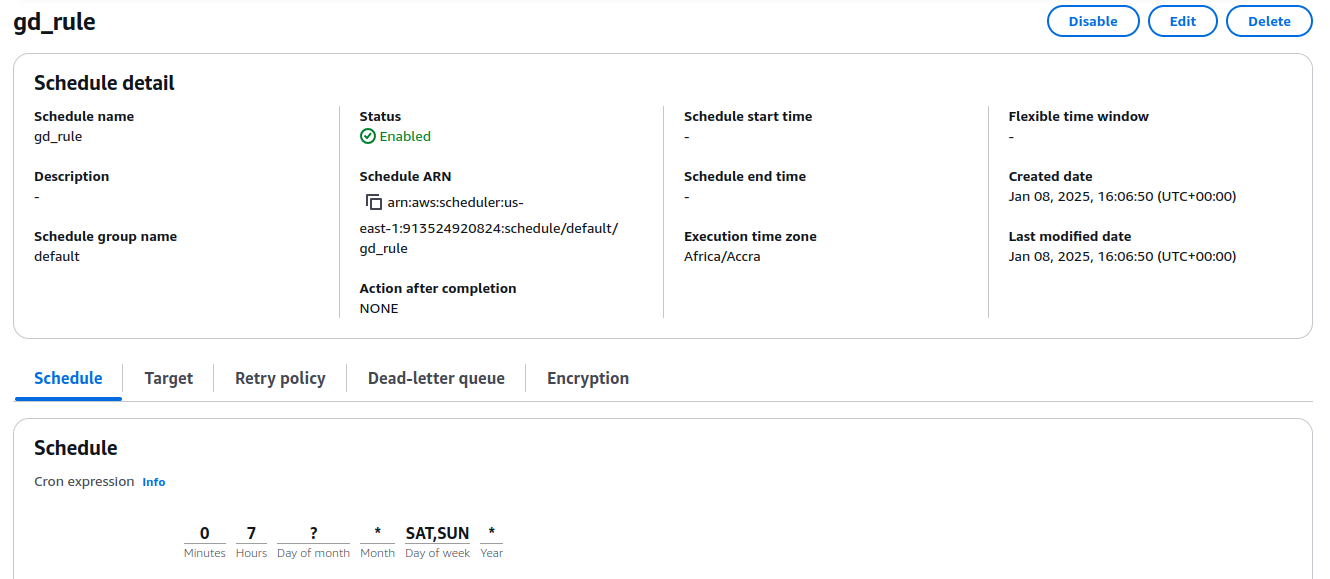 gd_rule
Disable
Edit
Delete
Schedule detail
Schedule name
gd_rule
Description
-
Schedule group name
default
Status
Enabled
Schedule ARN
arn:aws:scheduler:us-
east-1:913524920824:schedule/default/
gd_rule
Action after completion
NONE
Schedule start time
-
Schedule end time
-
Execution time zone
Africa/Accra
Flexible time window
-
Created date
Jan 08, 2025, 16:06:50 (UTC+00:00)
Last modified date
Jan 08, 2025, 16:06:50 (UTC+00:00)
Schedule
Target
Retry policy
Dead-letter queue
Encryption
Schedule
Cron expression Info
0 7 ? * SAT,SUN *
Minutes Hours Day of month Month Day of week Year